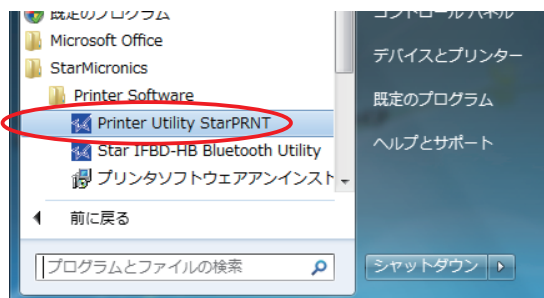 既定のプログラム
Microsoft Office
StarMicronics
Printer Software
Printer Utility StarPRNT
Star IFBD-HB Bluetooth Utility
プリンタソフトウェアアンインスト
前に戻る
プログラムとファイルの検索
コントロール パネル
デバイスとプリンター
既定のプログラム
ヘルプとサポート
シャットダウン